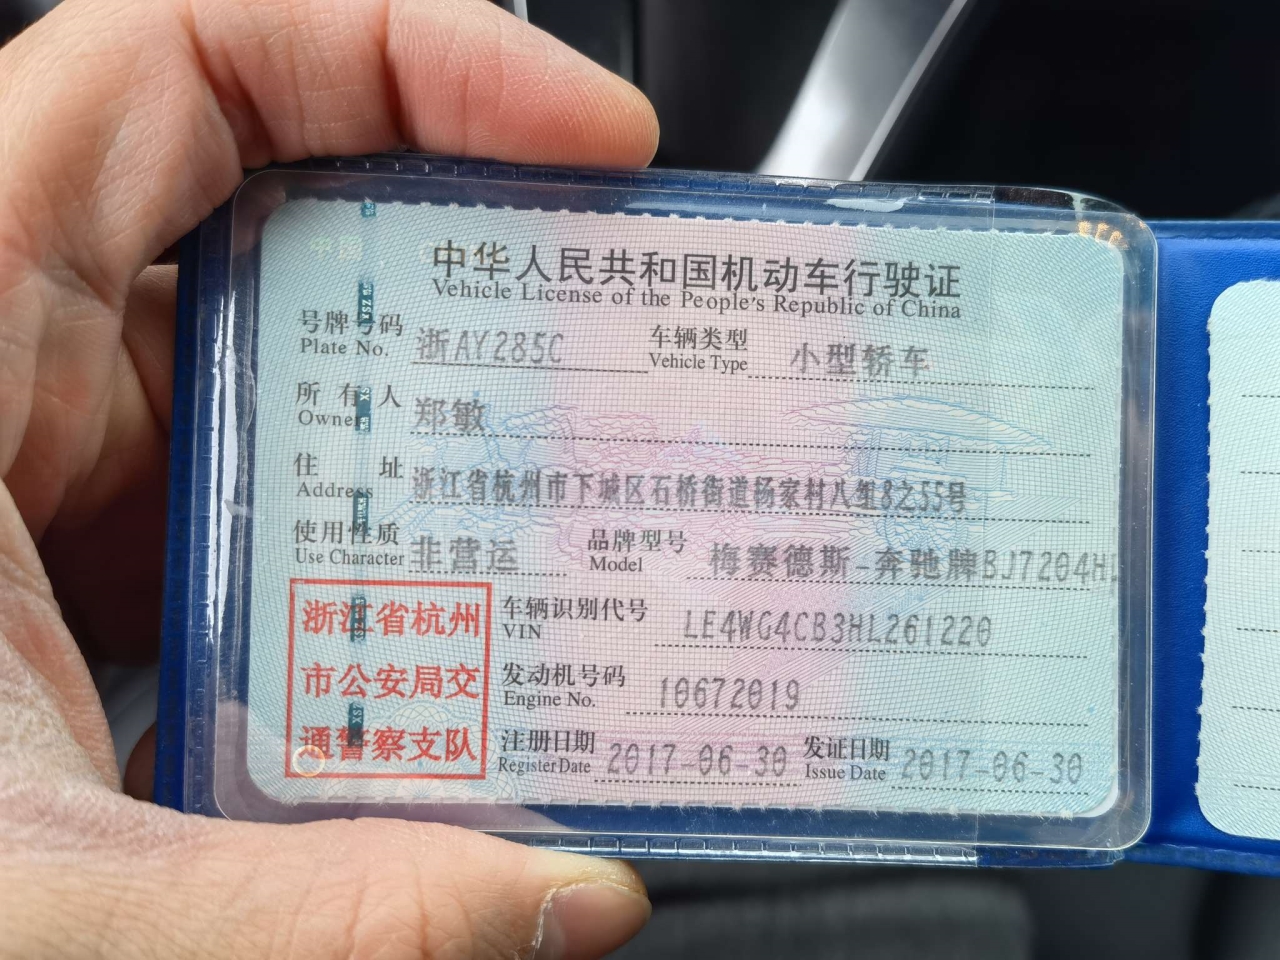 中华人民共和国机动车行驶证
Vehicle License of the People's Republic of China
号牌号码 浙AY285C 车辆类型 小型轿车
Plate No. Vehicle Type
所有人 郑敏
Owner
住址 浙江省杭州市下城区石桥街道杨家村八组8之55号
Address
使用性质 非营运 品牌型号 梅赛德斯-奔驰牌BJ7204H
Use Character Model
浙江省杭州
市公安局交
通警察支队
车辆识别代号 LE4WG4CB3HL261220
VIN
发动机号码 10672019
Engine No.
注册日期 2017-06-30 发证日期 2017-06-30
Register Date Issue Date